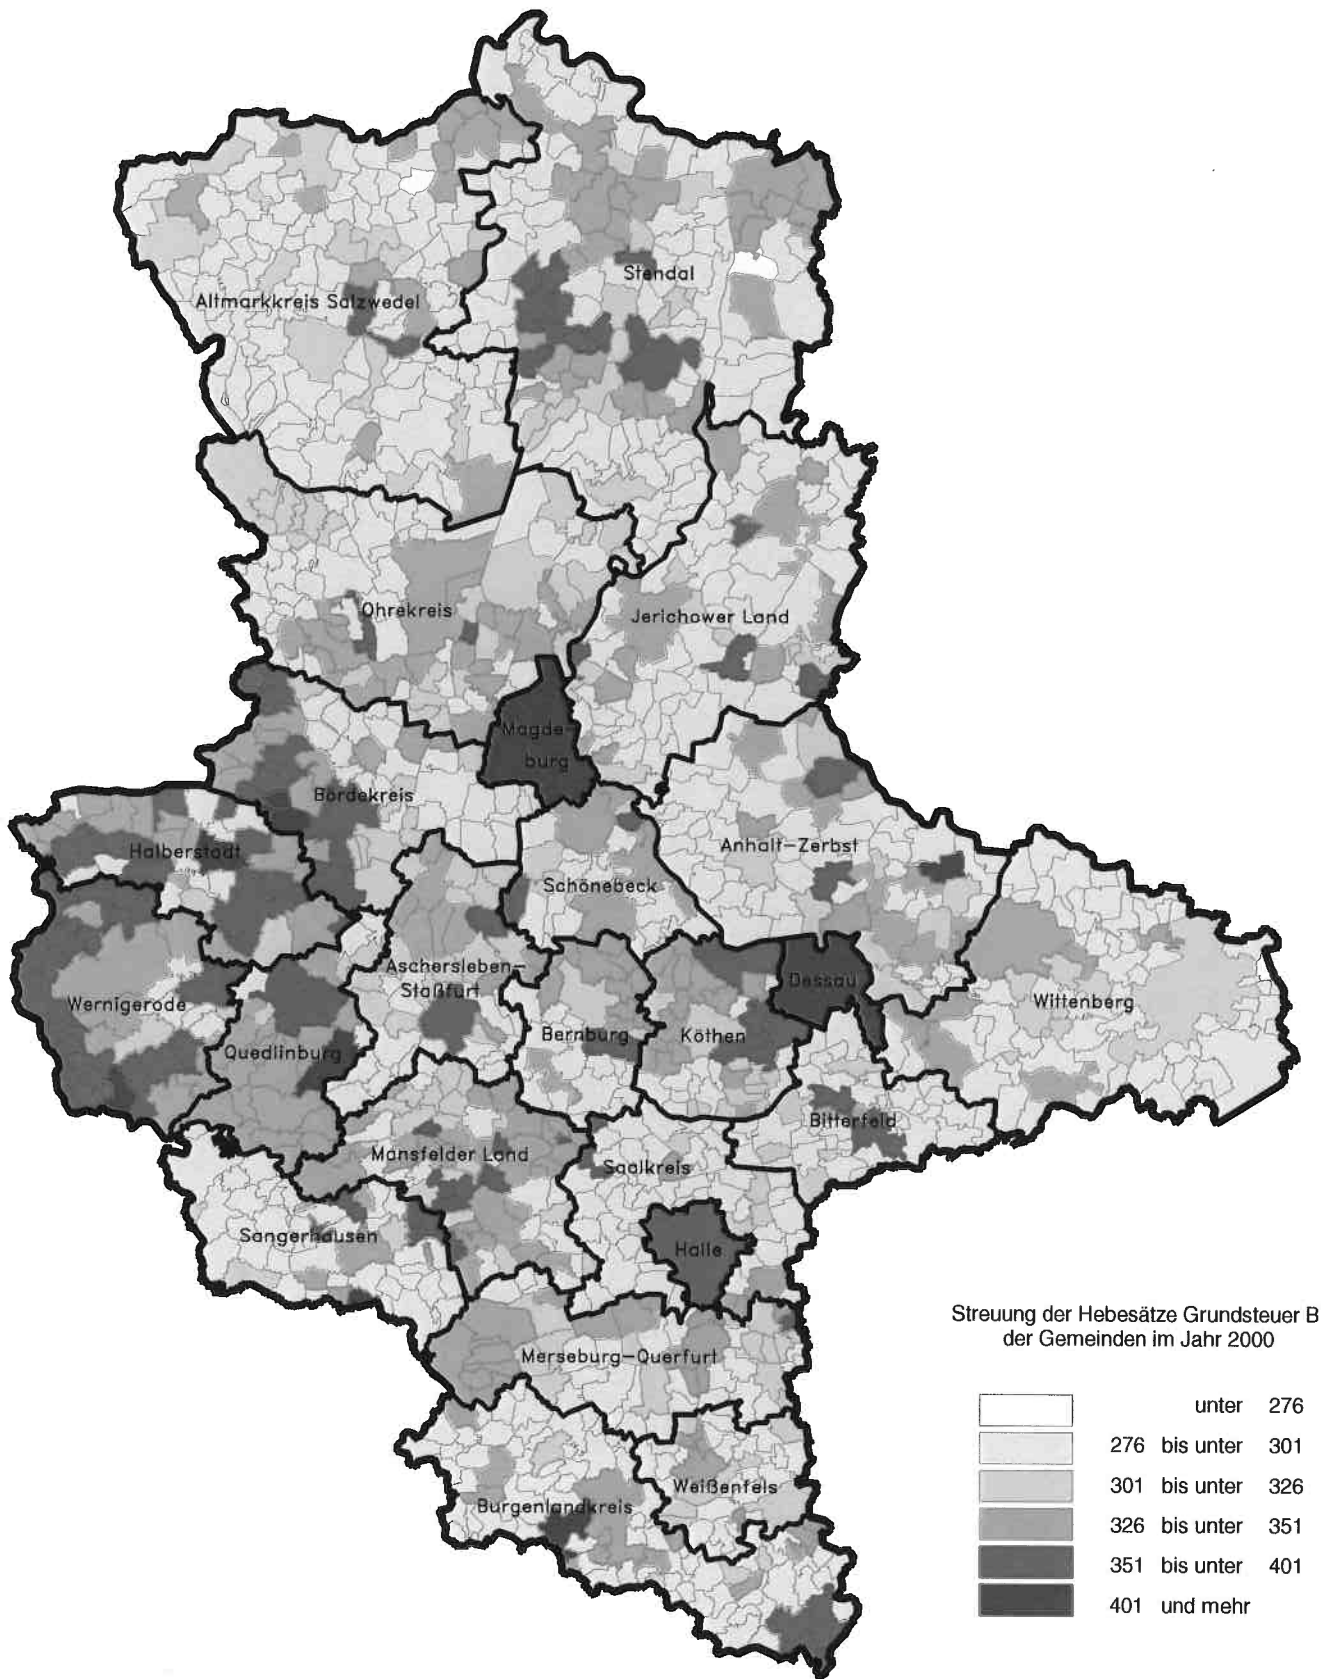 Stendal
Altmarkkreis Salzwedel
Ohrekreis
Jerichower Land
Magde-
burg
Bördekreis
Halberstadt
Anhalt-Zerbst
Schönebeck
Aschersleben-
Staßfurt
Dessau
Wernigerode
Wittenberg
Quedlinburg
Bernburg
Köthen
Bitterfeld
Mansfelder Land
Saalkreis
Sangerhausen
Halle
Merseburg-Querfurt
Weißenfels
Burgenlandkreis
Streuung der Hebesätze Grundsteuer B
der Gemeinden im Jahr 2000
unter 276
276 bis unter 301
301 bis unter 326
326 bis unter 351
351 bis unter 401
401 und mehr